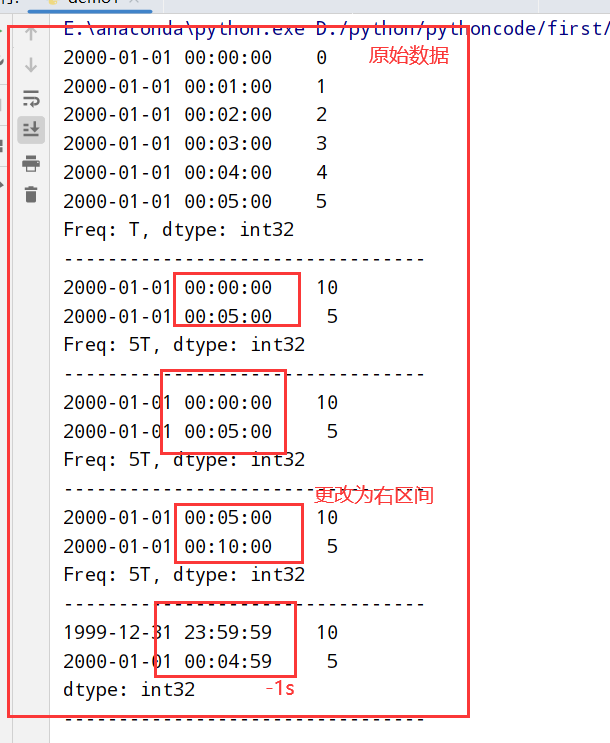 demo1
E:\anaconda\python.exe D:/python/pythoncode/first/
原始数据
2000-01-01 00:00:00    0
2000-01-01 00:01:00    1
2000-01-01 00:02:00    2
2000-01-01 00:03:00    3
2000-01-01 00:04:00    4
2000-01-01 00:05:00    5
Freq: T, dtype: int32
---------------------------------
2000-01-01 00:00:00    10
2000-01-01 00:05:00     5
Freq: 5T, dtype: int32
---------------------------------
2000-01-01 00:00:00    10
2000-01-01 00:05:00     5
Freq: 5T, dtype: int32
---------------------------------
更改为右区间
2000-01-01 00:05:00    10
2000-01-01 00:10:00     5
Freq: 5T, dtype: int32
---------------------------------
1999-12-31 23:59:59    10
2000-01-01 00:04:59     5
dtype: int32
-1s
---------------------------------